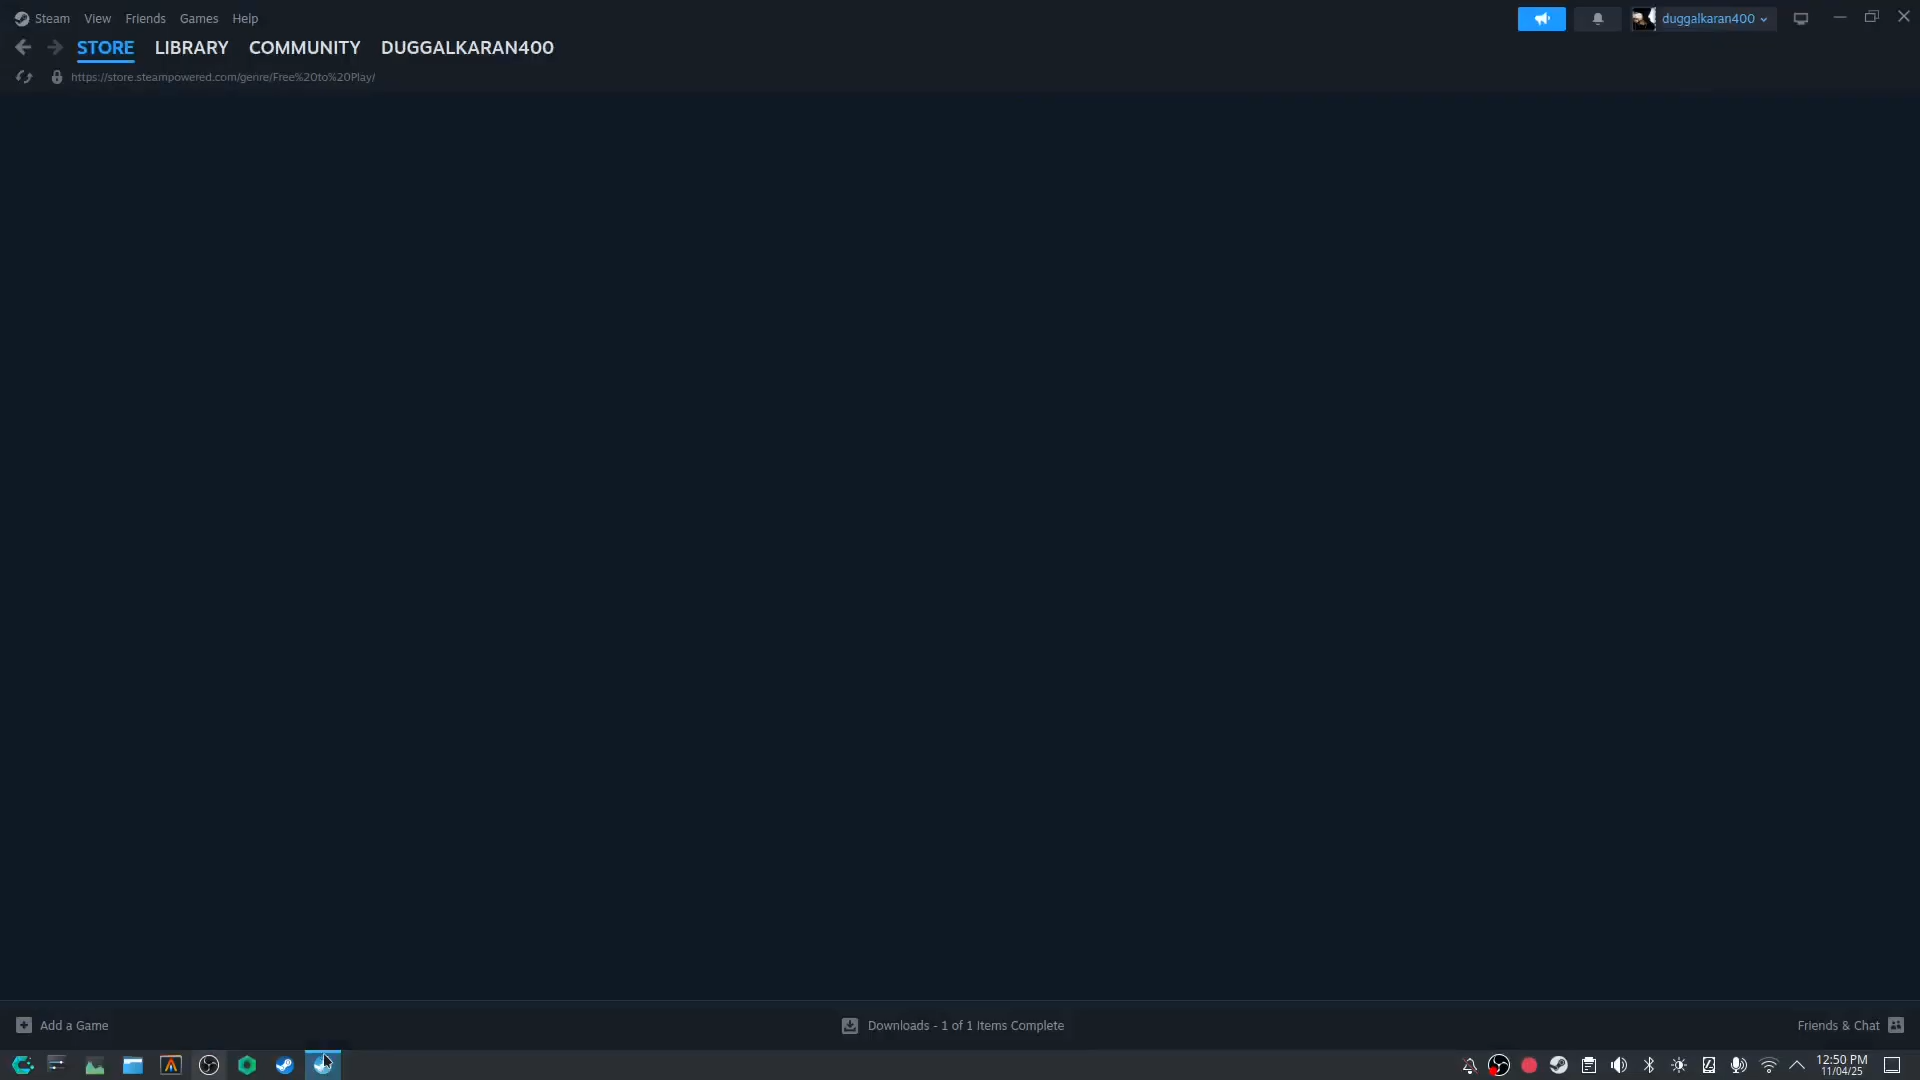 Steam View Friends Games Help duggalkaran400
STORE LIBRARY COMMUNITY DUGGALKARAN400
https://store.steampowered.com/genre/Free%20to%20Play/
Add a Game Downloads - 1 of 1 Items Complete Friends & Chat
12:50 PM
11/04/25